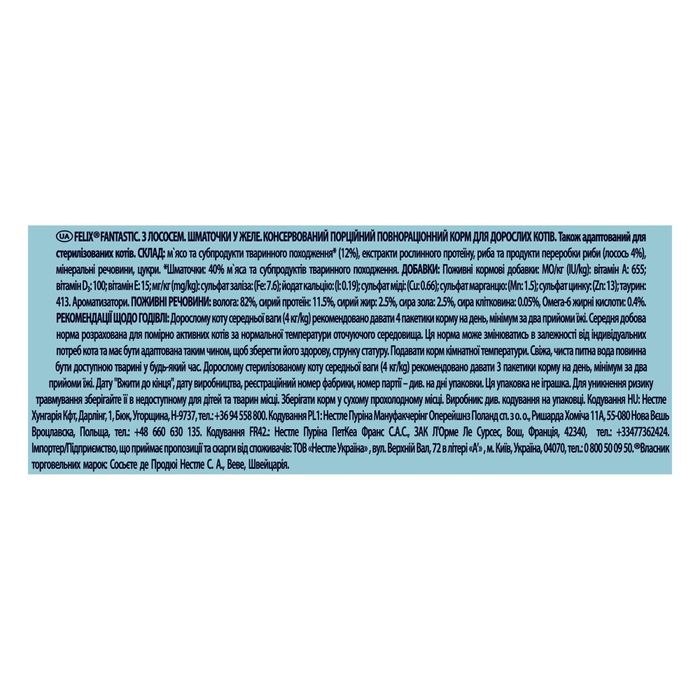 UA FELIX® FANTASTIC. З ЛОСОСЕМ. ШМАТОЧКИ У ЖЕЛЕ. КОНСЕРВОВАНИЙ ПОРЦІЙНИЙ ПОВНОРАЦІОННИЙ КОРМ ДЛЯ ДОРОСЛИХ КОТІВ. Також адаптований для
стерилізованих котів. СКЛАД: м`ясо та субпродукти тваринного походження* (12%), екстракти рослинного протеїну, риба та продукти переробки риби (лосось 4%),
мінеральні речовини, цукри. *Шматочки: 40% м`яса та субпродуктів тваринного походження. ДОБАВКИ: Поживні кормові добавки: МО/кг (IU/kg): вітамін А: 655;
вітамін D₃: 100; вітамін Е: 15; мг/кг (mg/kg): сульфат заліза: (Fe: 7.6); йодат кальцію: (I: 0.19); сульфат міді: (Cu: 0.66); сульфат марганцю: (Mn: 1.5); сульфат цинку: (Zn: 13); таурин:
413. Ароматизатори. ПОЖИВНІ РЕЧОВИНИ: волога: 82%, сирий протеїн: 11.5%, сирий жир: 2.5%, сира зола: 2.5%, сира клітковина: 0.05%, Омега-6 жирні кислоти: 0.4%.
РЕКОМЕНДАЦІЇ ЩОДО ГОДІВЛІ: Дорослому коту середньої ваги (4 кг/kg) рекомендовано давати 4 пакетики корму на день, мінімум за два прийоми їжі. Середня добова
норма розрахована для помірно активних котів за нормальної температури оточуючого середовища. Ця норма може змінюватись в залежності від індивідуальних
потреб кота та має бути адаптована таким чином, щоб зберегти його здорову, струнку статуру. Подавати корм кімнатної температури. Свіжа, чиста питна вода повинна
бути доступною тварині у будь-який час. Дорослому стерилізованому коту середньої ваги (4 кг/kg) рекомендовано давати 3 пакетики корму на день, мінімум за два
прийоми їжі. Дату "Вжити до кінця", дату виробництва, реєстраційний номер фабрики, номер партії – див. на дні упаковки. Ця упаковка не іграшка. Для уникнення ризику
травмування зберігайте її в недоступному для дітей та тварин місці. Зберігати корм у сухому прохолодному місці. Виробник: див. кодування на упаковці. Кодування HU: Нестле
Хунгарія Кфт, Дарлінг, 1, Бюк, Угорщина, H-9737, тел.: +36 94 558 800. Кодування PL1: Нестле Пуріна Мануфакчерінг Оперейшнз Поланд сп. з о. о., Ришарда Хоміча 11А, 55-080 Нова Вєшь
Вроцлавска, Польща, тел.: +48 660 630 135. Кодування FR42.: Нестле Пуріна ПетКеа Франс С.А.С., ЗАК Л'Орме Ле Сурсес, Вош, Франція, 42340, тел.: +33477362424.
Імпортер/Підприємство, що приймає пропозиції та скарги від споживачів: ТОВ «Нестле Україна» , вул. Верхній Вал, 72 в літері «А' » , м. Київ, Україна, 04070, тел.: 0 800 50 09 50. ®Власник
торговельних марок: Сосьєте де Продюі Нестле С. А., Веве, Швейцарія.